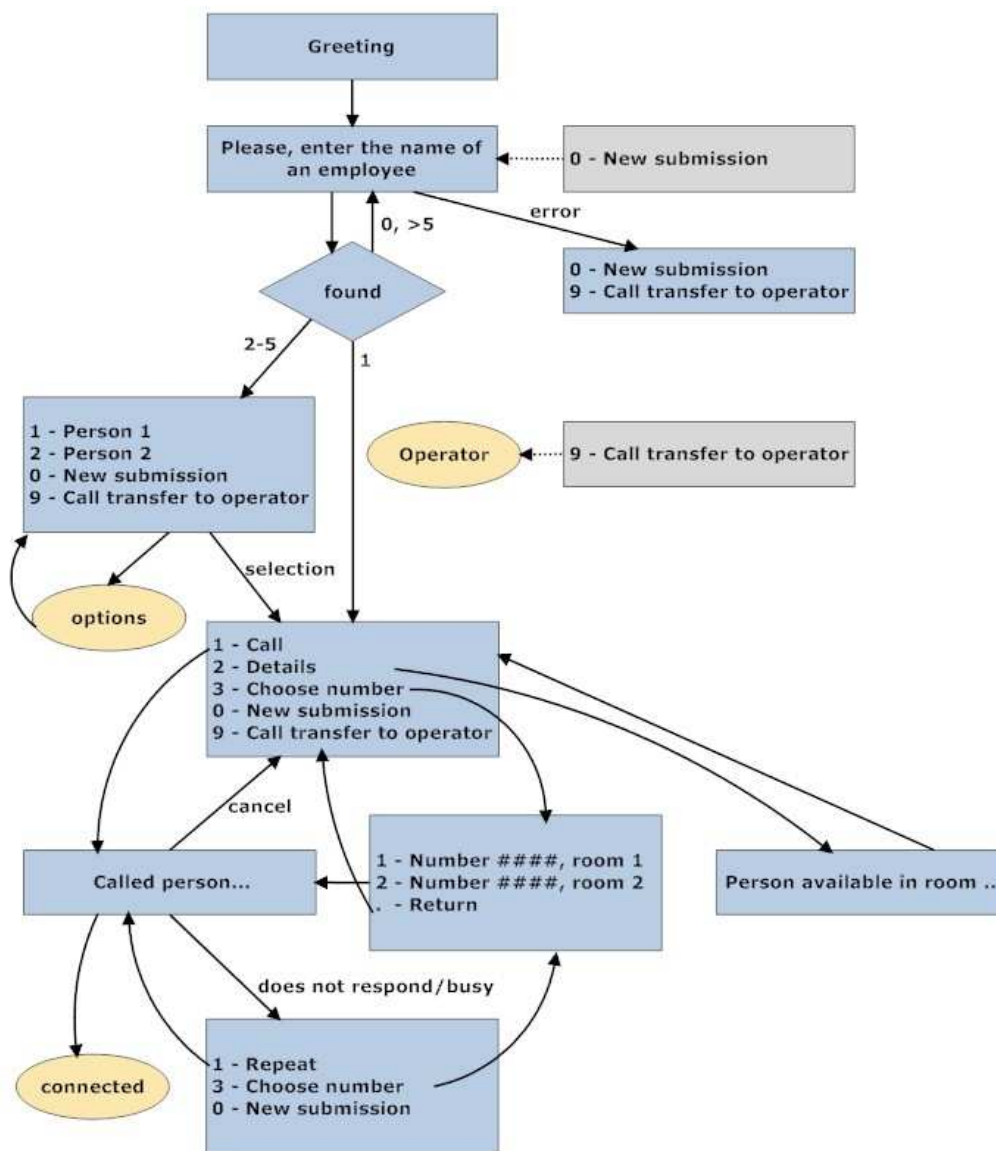 Greeting
Please, enter the name of
an employee
0 - New submission
0, >5
error
0 - New submission
9 - Call transfer to operator
found
2-5
1
1 - Person 1
2 - Person 2
0 - New submission
9 - Call transfer to operator
Operator
9 - Call transfer to operator
selection
options
1 - Call
2 - Details
3 - Choose number
0 - New submission
9 - Call transfer to operator
cancel
Called person...
1 - Number ####, room 1
2 - Number ####, room 2
. - Return
Person available in room ...
does not respond/busy
1 - Repeat
3 - Choose number
0 - New submission
connected